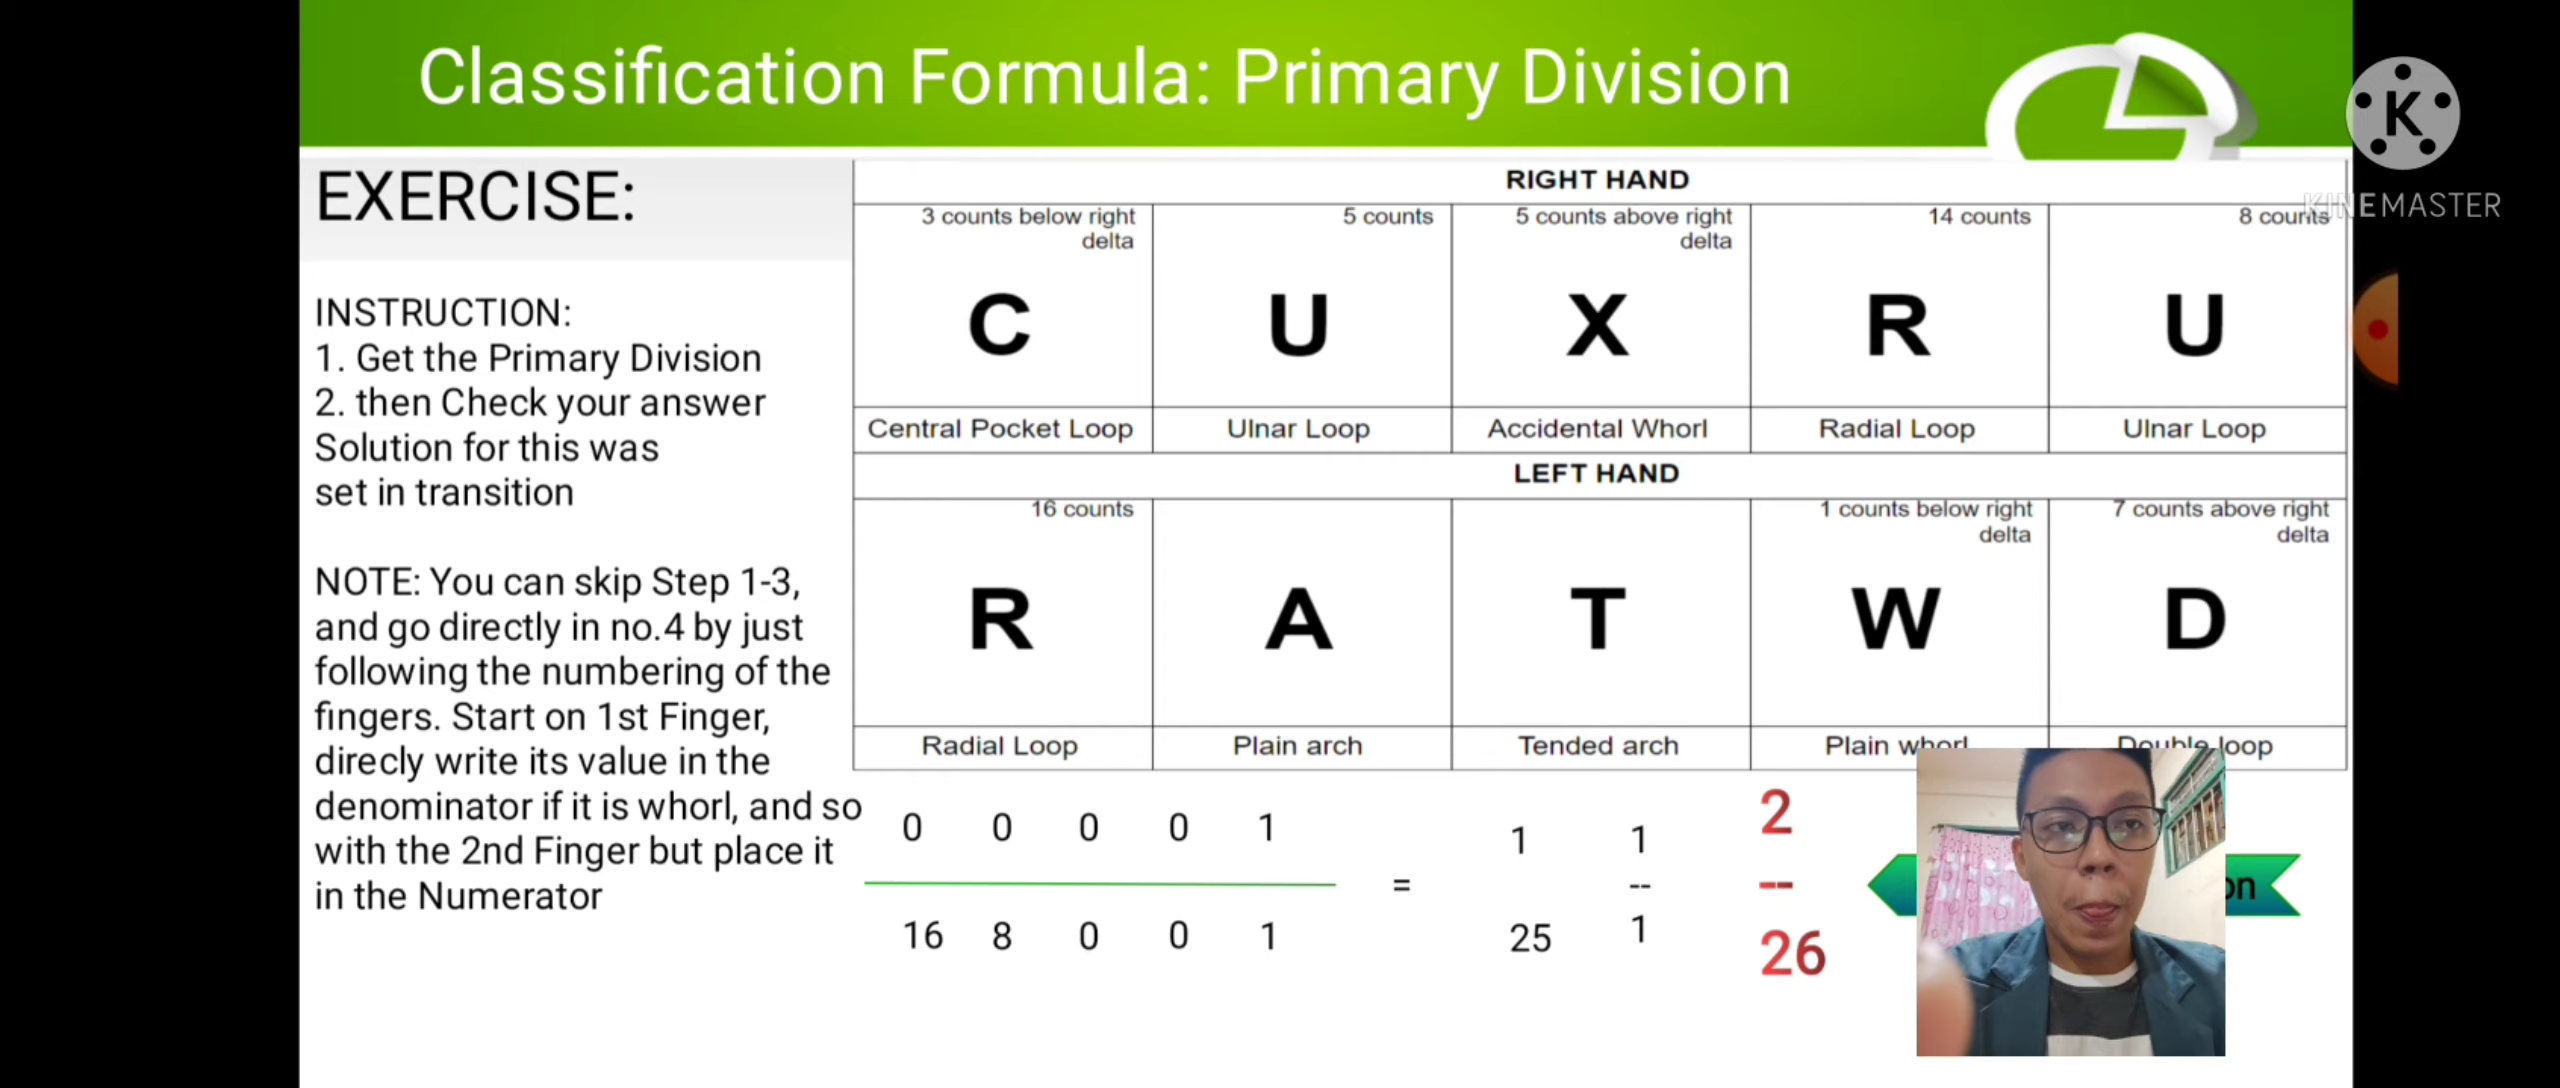 Classification Formula: Primary Division
K
KINEMASTER
EXERCISE:
INSTRUCTION:
1. Get the Primary Division
2. then Check your answer
Solution for this was
set in transition
NOTE: You can skip Step 1-3,
and go directly in no.4 by just
following the numbering of the
fingers. Start on 1st Finger,
direcly write its value in the
denominator if it is whorl, and so
with the 2nd Finger but place it
in the Numerator
RIGHT HAND
3 counts below right delta 5 counts 5 counts above right delta 14 counts 8 counts
C U X R U
Central Pocket Loop Ulnar Loop Accidental Whorl Radial Loop Ulnar Loop
LEFT HAND
16 counts 1 counts below right delta 7 counts above right delta
R A T W D
Radial Loop Plain arch Tended arch Plain whorl Double loop
0 0 0 0 1 1 1 2
= -- --
16 8 0 0 1 25 1 26